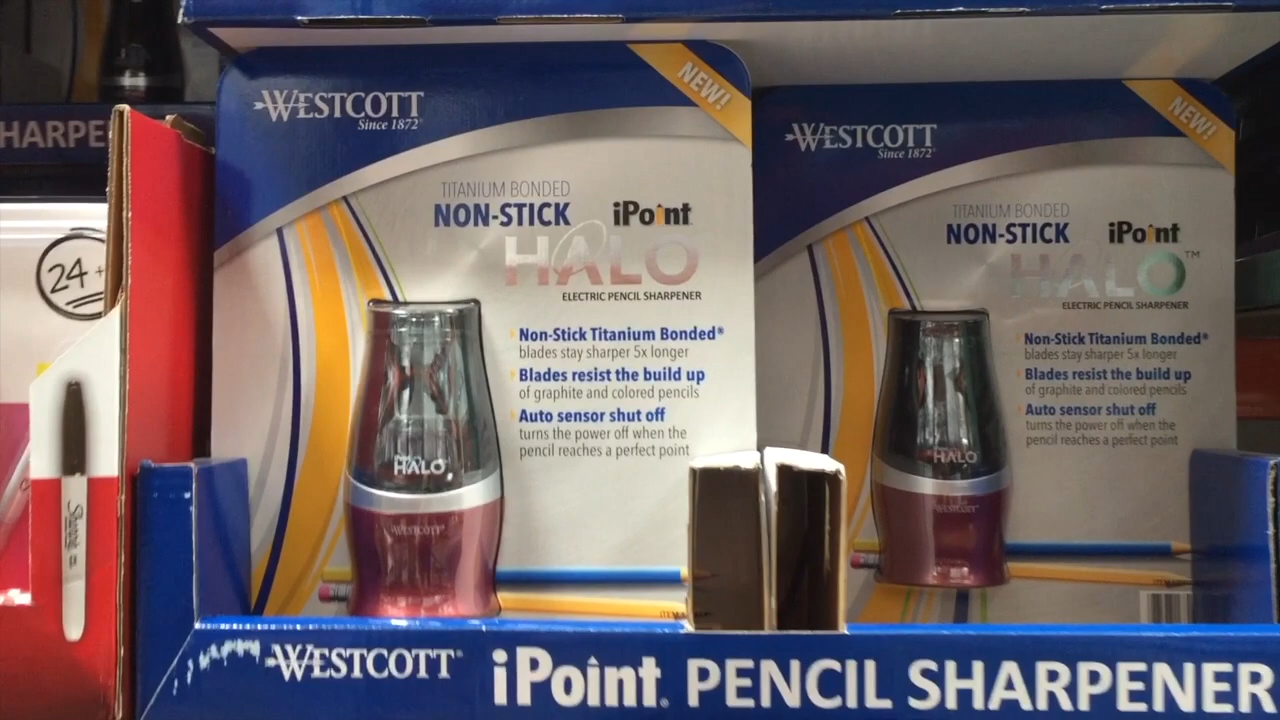 HARPE
24+
Sharpie
WESTCOTT
Since 1872
NEW!
TITANIUM BONDED
NON-STICK
iPoint
HALO
ELECTRIC PENCIL SHARPENER
Non-Stick Titanium Bonded®
blades stay sharper 5x longer
Blades resist the build up
of graphite and colored pencils
Auto sensor shut off
turns the power off when the
pencil reaches a perfect point
HALO
WESTCOTT
WESTCOTT
Since 1872
NEW!
TITANIUM BONDED
NON-STICK
iPoint
HALO™
ELECTRIC PENCIL SHARPENER
Non-Stick Titanium Bonded®
blades stay sharper 5x longer
Blades resist the build up
of graphite and colored pencils
Auto sensor shut off
turns the power off when the
pencil reaches a perfect point
HALO
WESTCOTT
WESTCOTT® iPoint® PENCIL SHARPENER